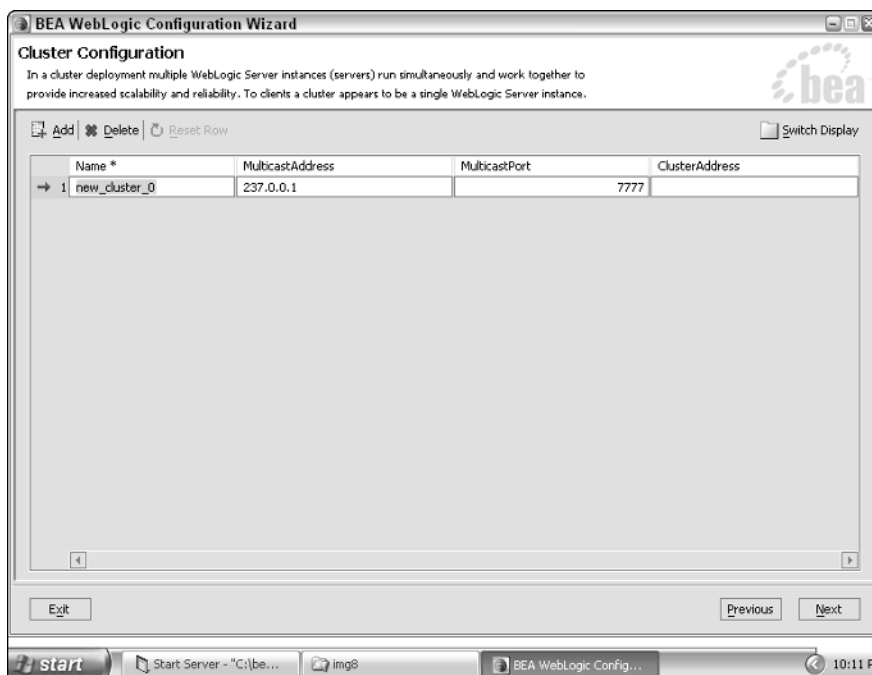 BEA WebLogic Configuration Wizard
Cluster Configuration
In a cluster deployment multiple WebLogic Server instances (servers) run simultaneously and work together to
provide increased scalability and reliability. To clients a cluster appears to be a single WebLogic Server instance.
bea
Add Delete Reset Row Switch Display
Name * MulticastAddress MulticastPort ClusterAddress
1 new_cluster_0 237.0.0.1 7777
Exit Previous Next
start Start Server - "C:\be... img8 BEA WebLogic Config... 10:11 P